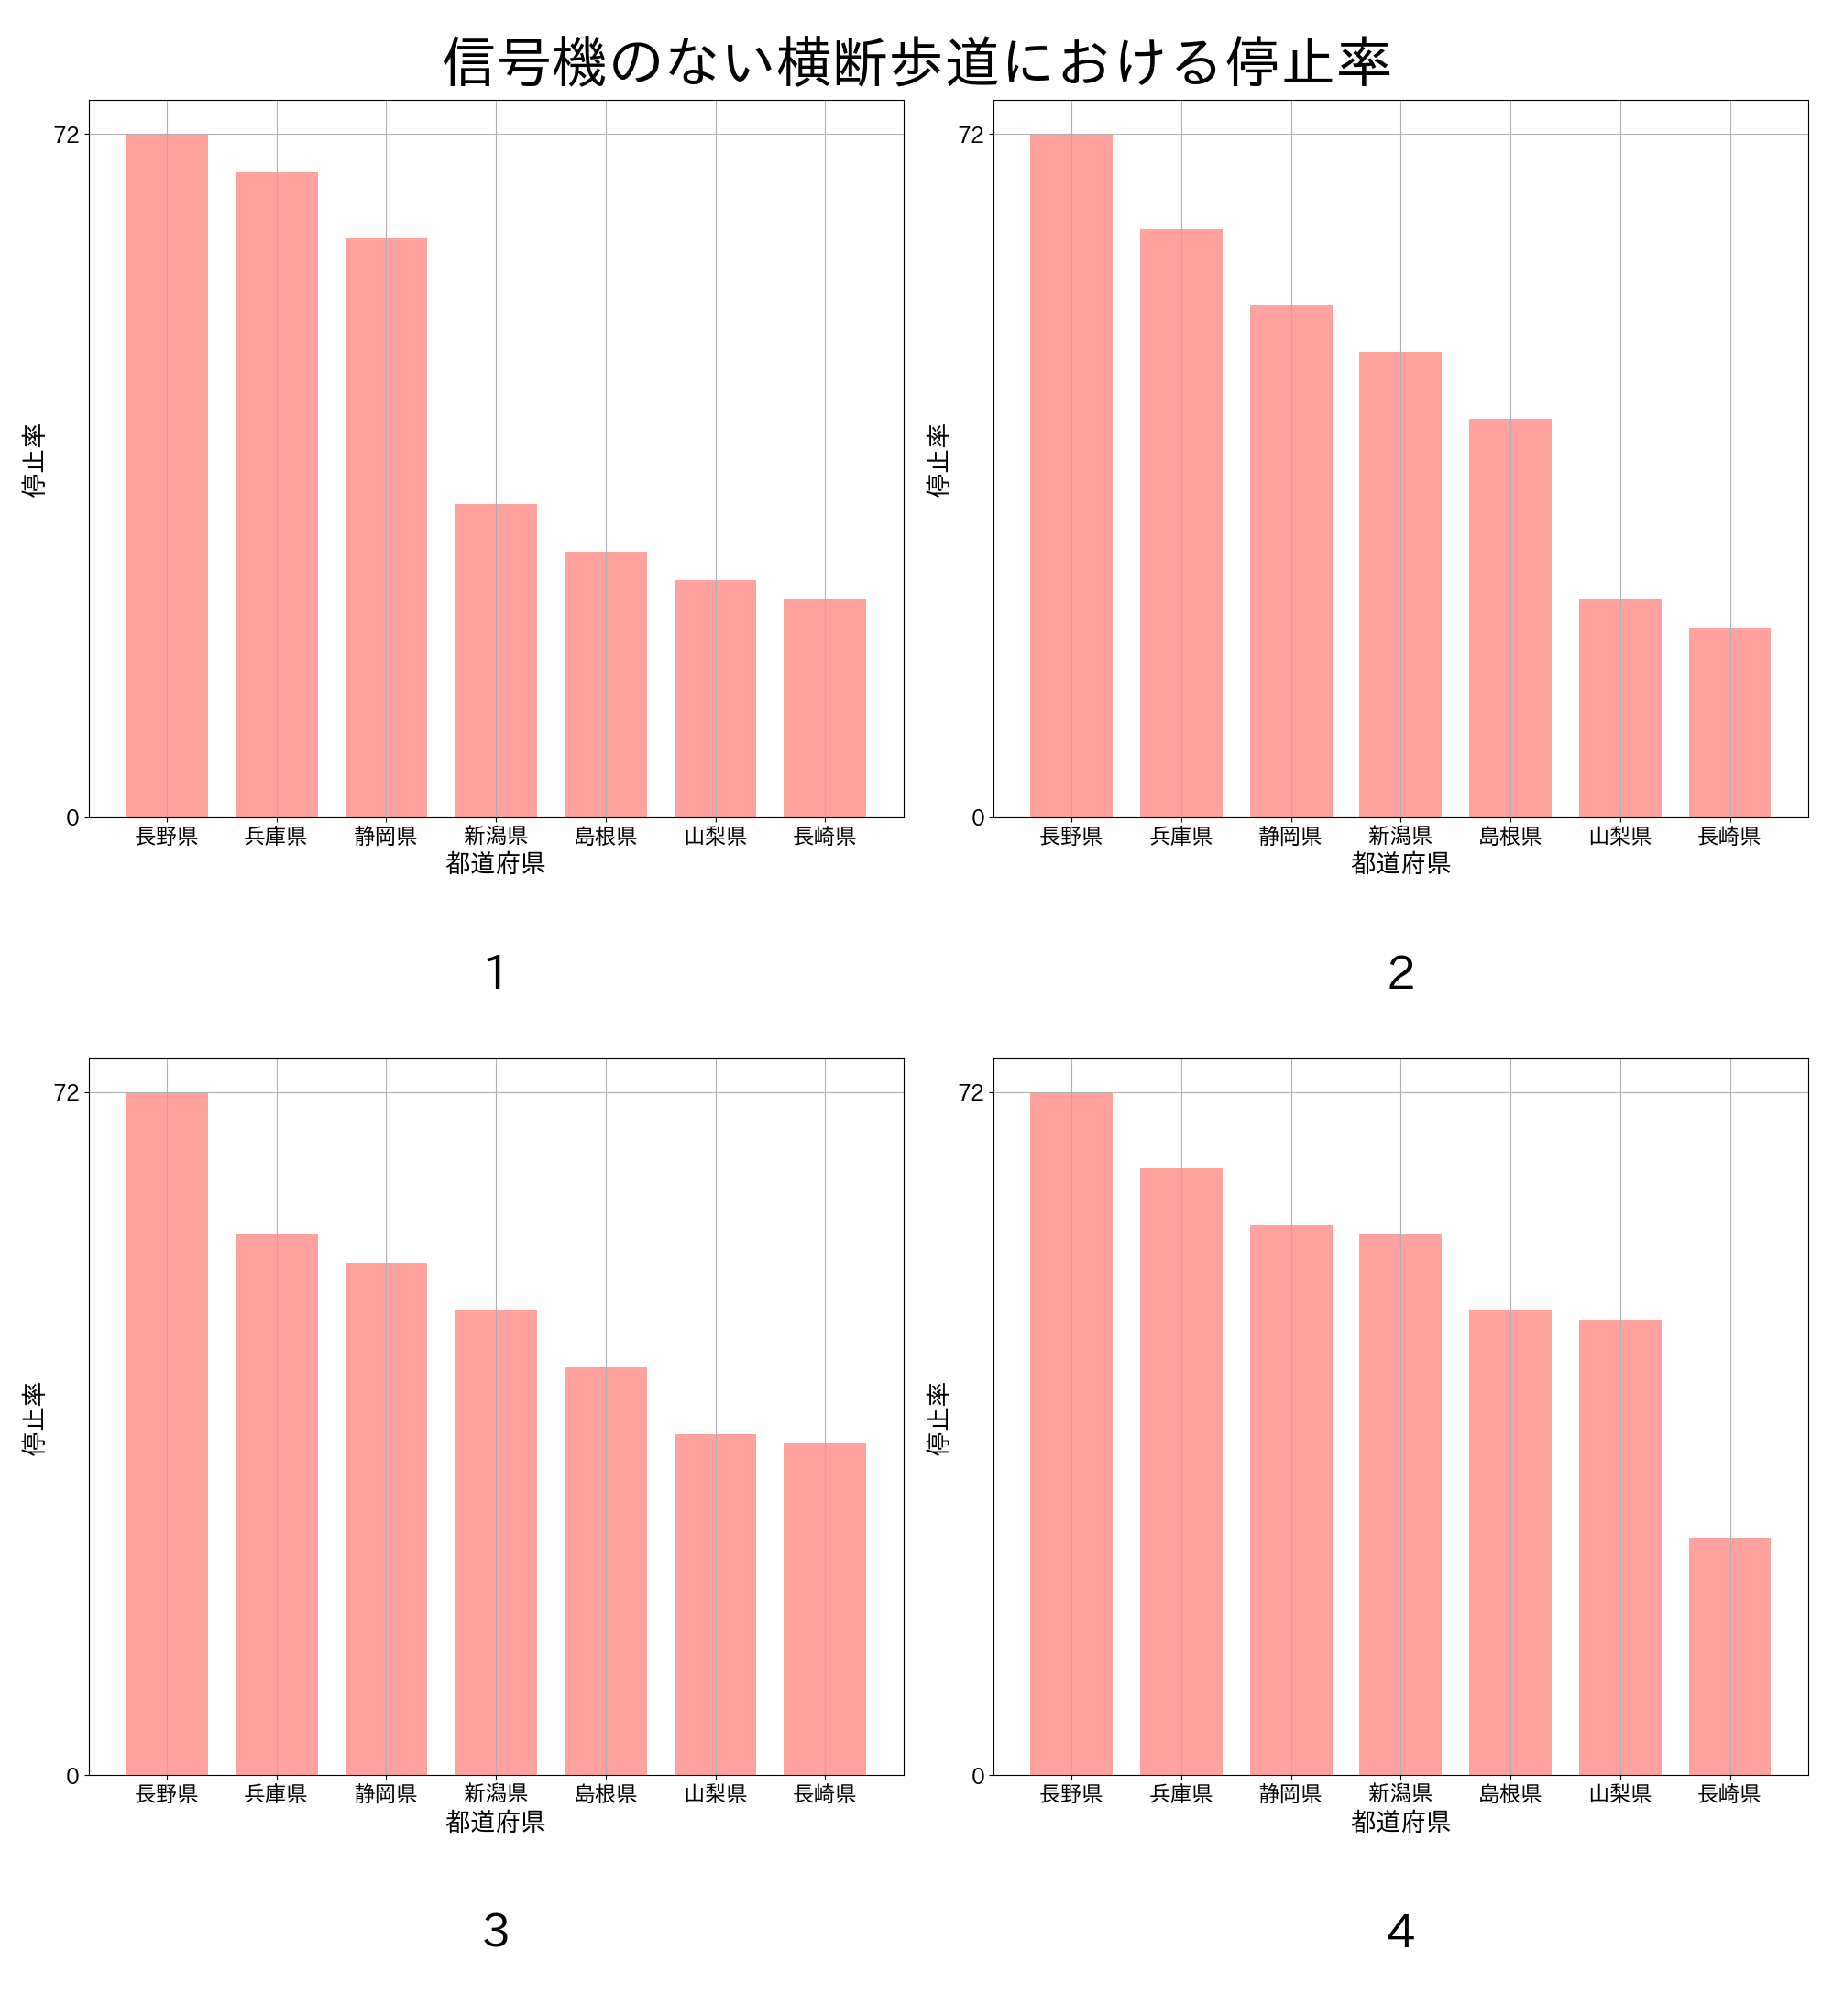 信号機のない横断歩道における停止率
72
0
停止率
長野県 兵庫県 静岡県 新潟県 島根県 山梨県 長崎県
都道府県
1
72
0
停止率
長野県 兵庫県 静岡県 新潟県 島根県 山梨県 長崎県
都道府県
2
72
0
停止率
長野県 兵庫県 静岡県 新潟県 島根県 山梨県 長崎県
都道府県
3
72
0
停止率
長野県 兵庫県 静岡県 新潟県 島根県 山梨県 長崎県
都道府県
4